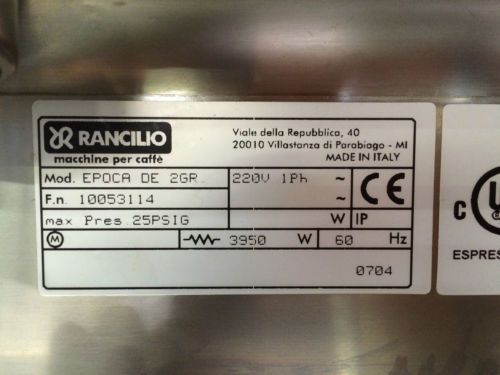 RANCILIO
macchine per caffè
Viale della Repubblica, 40
20010 Villastanza di Parabiago - MI
MADE IN ITALY
Mod. EPOCA DE 2GR. 220V 1Ph ~ CE
F.n. 10053114 ~
max Pres.25PSIG W IP
M 3950 W 60 Hz
0704
C U
ESPRES